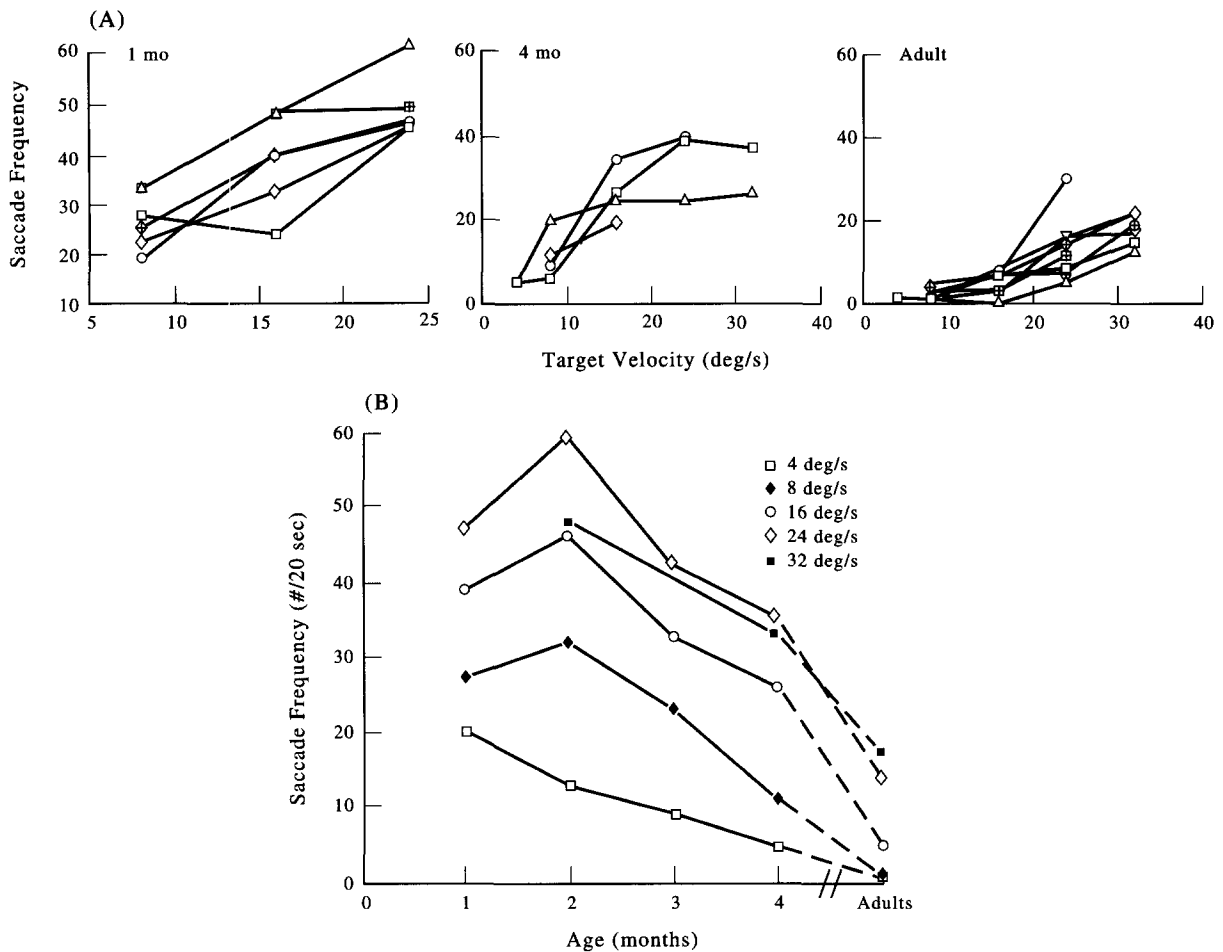 (A)
1 mo
4 mo
Adult
Saccade Frequency
60
50
40
30
20
10
5
10
15
20
25
60
40
20
0
0
10
20
30
40
60
40
20
0
0
10
20
30
40
Target Velocity (deg/s)
(B)
Saccade Frequency (#/20 sec)
60
50
40
30
20
10
0
4 deg/s
8 deg/s
16 deg/s
24 deg/s
32 deg/s
0
1
2
3
4
Adults
Age (months)